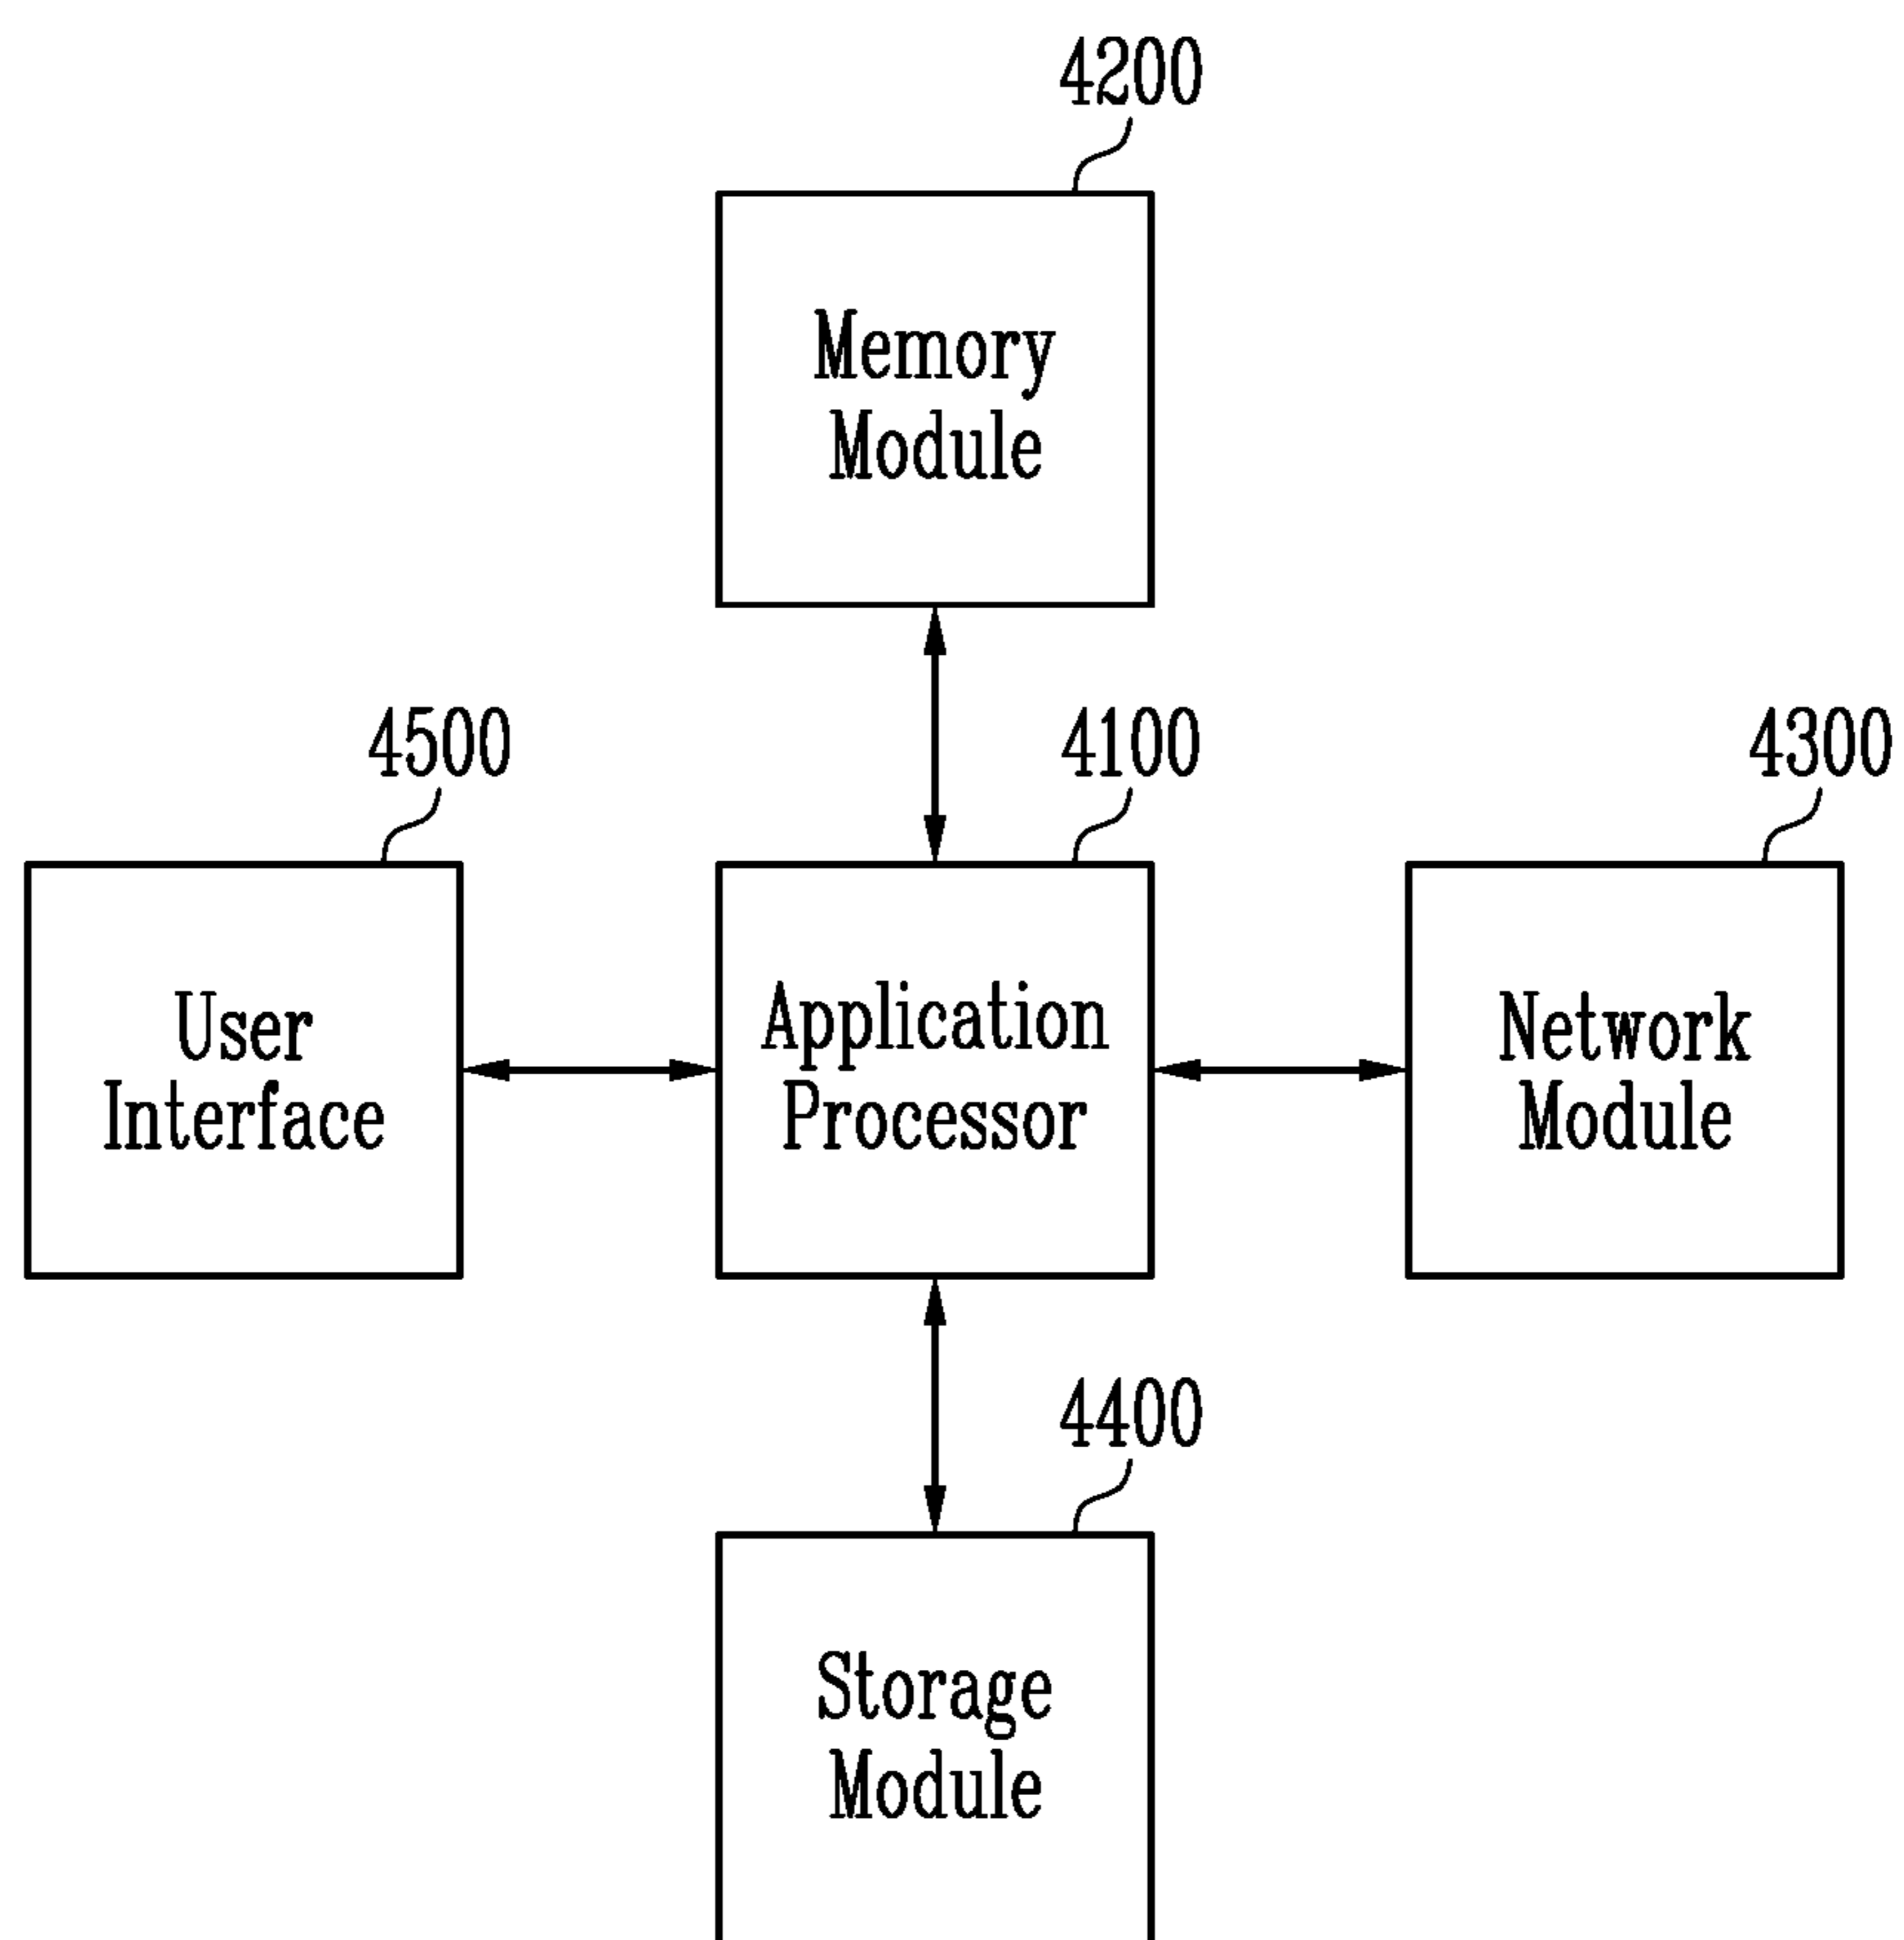 4200
Memory
Module
4500
4100
4300
User
Interface
Application
Processor
Network
Module
4400
Storage
Module